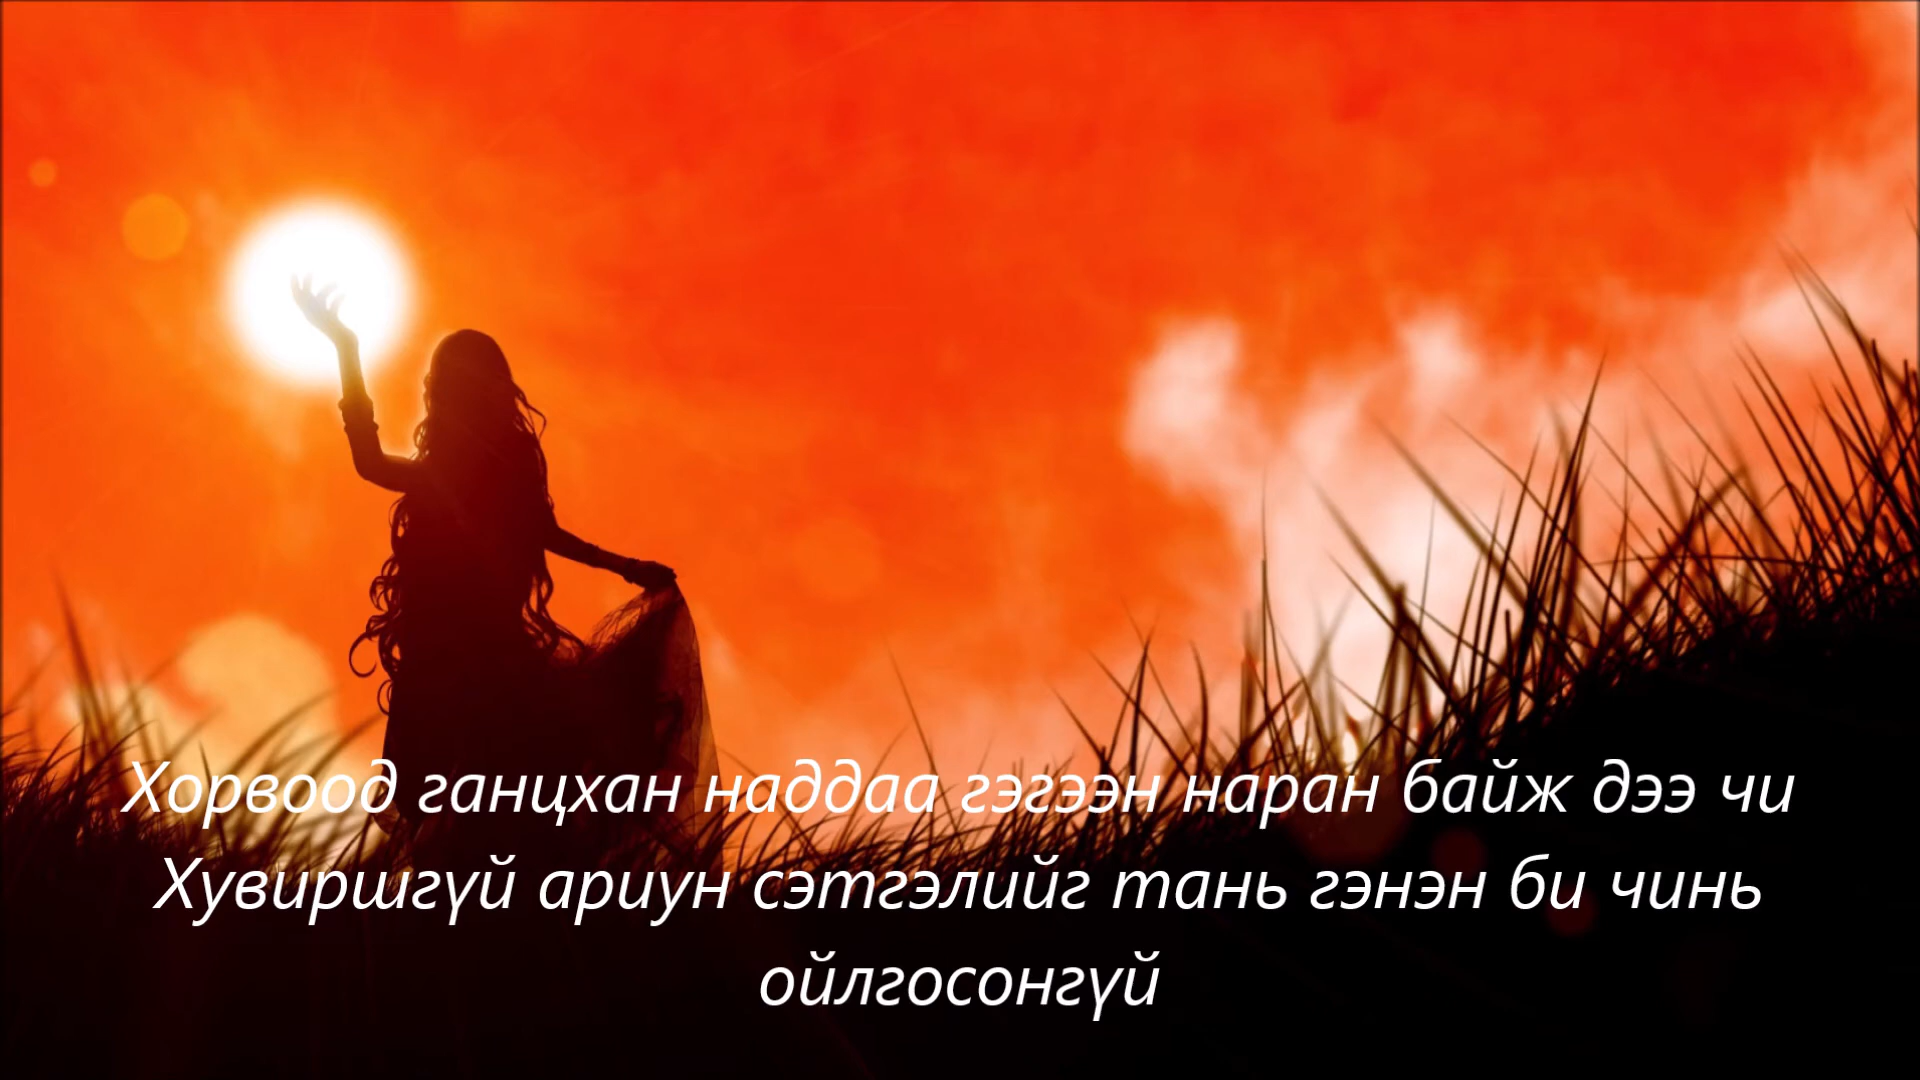 Хорвоод ганцхан наддаа гэгээн наран байж дээ чи
Хувиршгүй ариун сэтгэлийг тань гэнэн би чинь
ойлгосонгүй